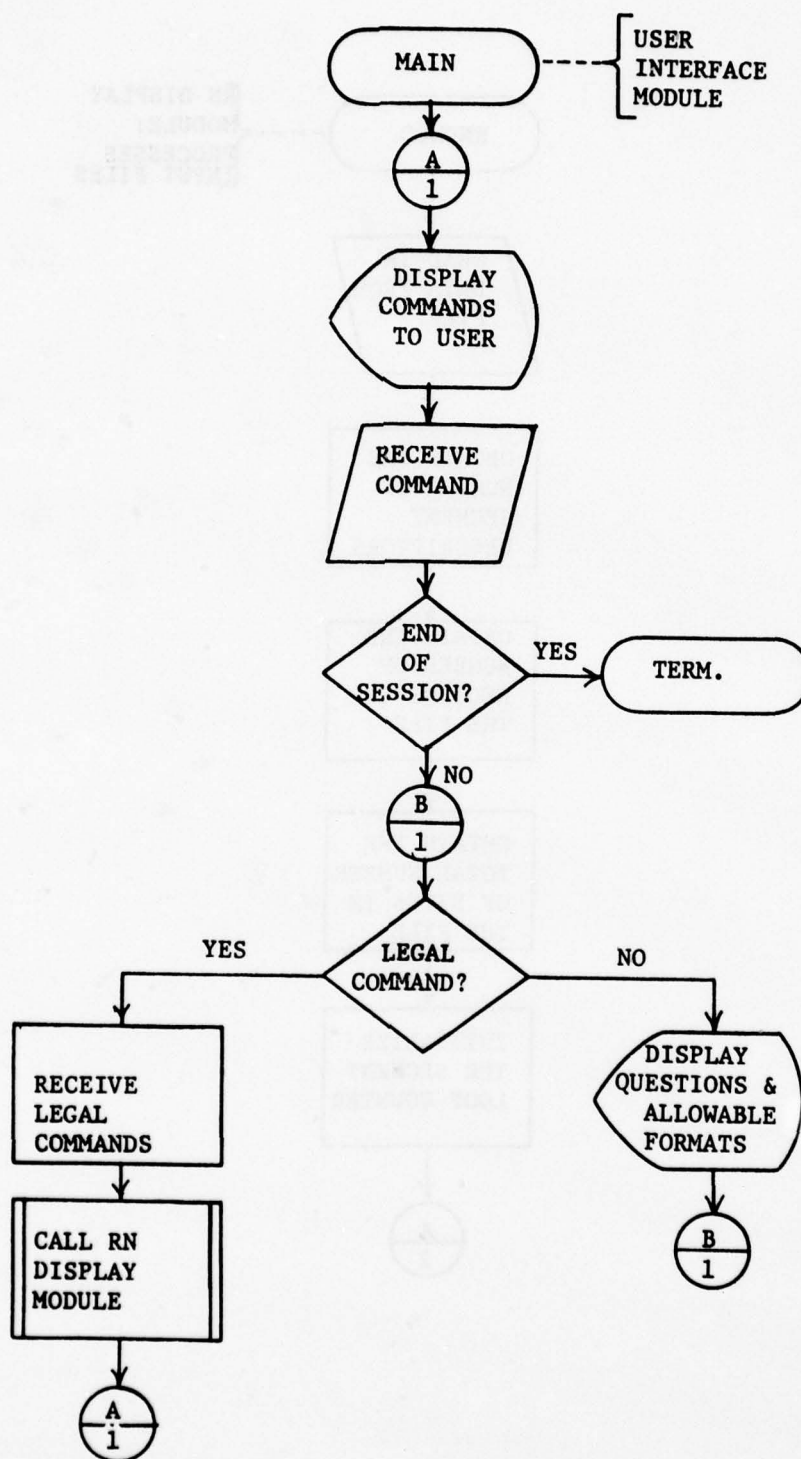 MAIN
USER
INTERFACE
MODULE
A
1
DISPLAY
COMMANDS
TO USER
RECEIVE
COMMAND
END
OF
SESSION?
YES
TERM.
NO
B
1
LEGAL
COMMAND?
YES
NO
RECEIVE
LEGAL
COMMANDS
DISPLAY
QUESTIONS &
ALLOWABLE
FORMATS
CALL RN
DISPLAY
MODULE
B
1
A
1